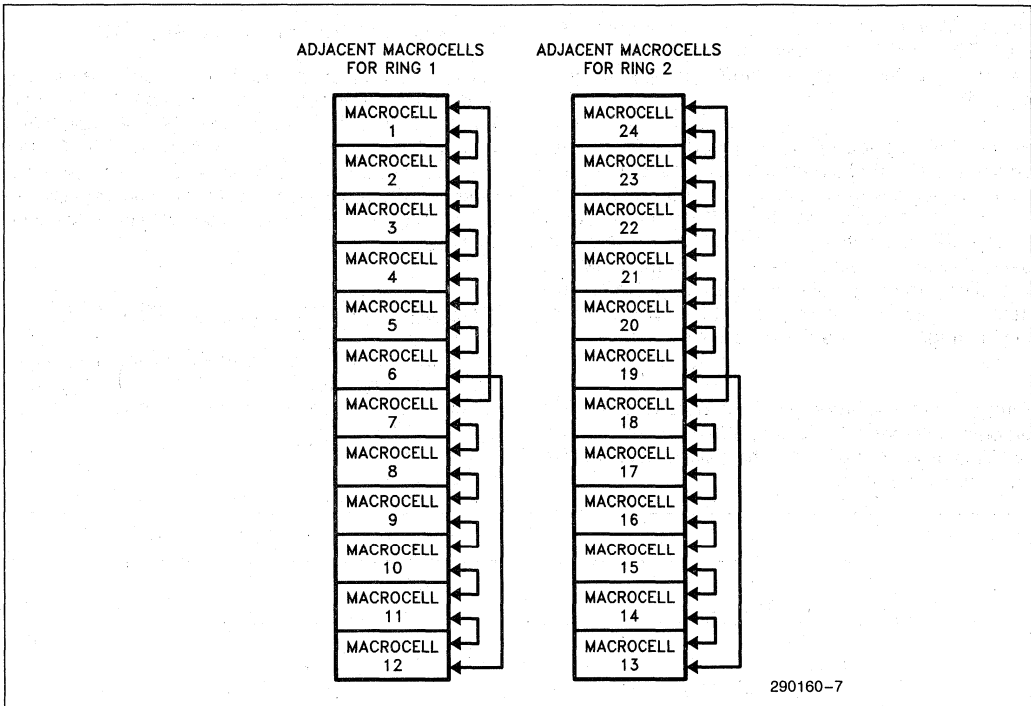 ADJACENT MACROCELLS
FOR RING 1
MACROCELL
1
MACROCELL
2
MACROCELL
3
MACROCELL
4
MACROCELL
5
MACROCELL
6
MACROCELL
7
MACROCELL
8
MACROCELL
9
MACROCELL
10
MACROCELL
11
MACROCELL
12
ADJACENT MACROCELLS
FOR RING 2
MACROCELL
24
MACROCELL
23
MACROCELL
22
MACROCELL
21
MACROCELL
20
MACROCELL
19
MACROCELL
18
MACROCELL
17
MACROCELL
16
MACROCELL
15
MACROCELL
14
MACROCELL
13
290160–7